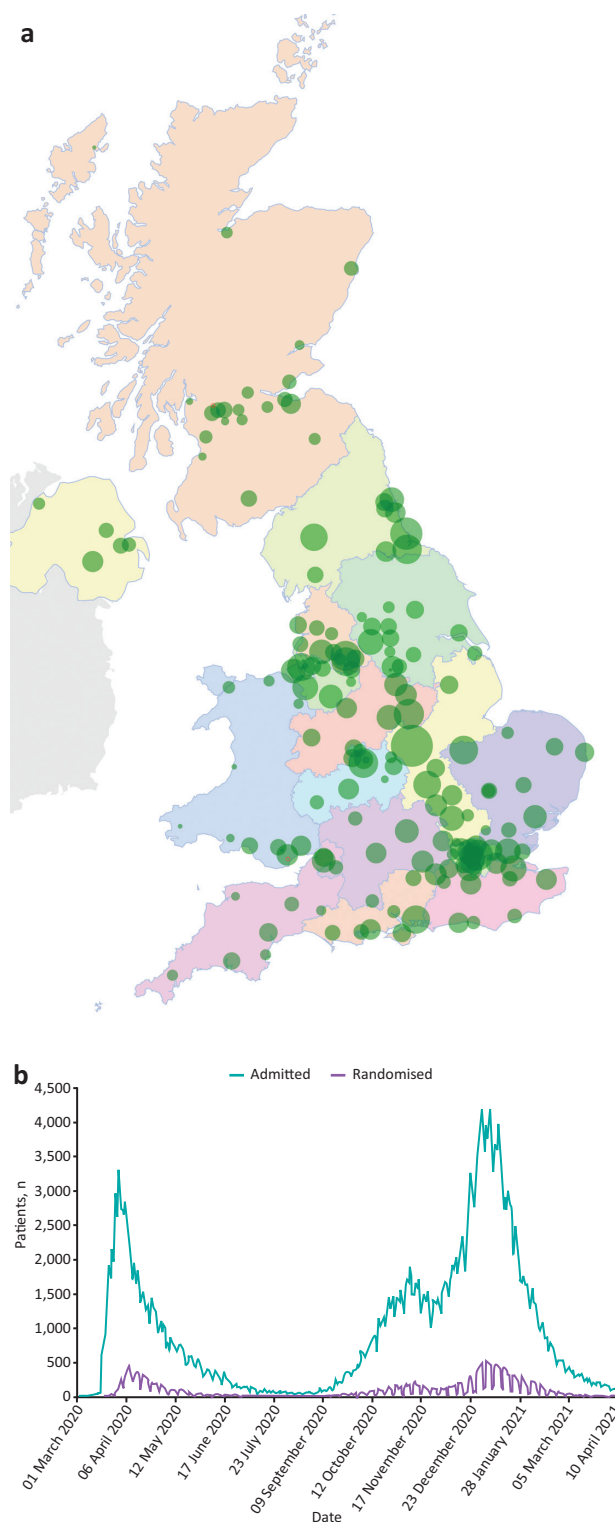 a
b
Admitted Randomised
Patients, n
4,500
4,000
3,500
3,000
2,500
2,000
1,500
1,000
500
0
01 March 2020
06 April 2020
12 May 2020
17 June 2020
23 July 2020
09 September 2020
12 October 2020
17 November 2020
23 December 2020
28 January 2021
05 March 2021
10 April 2021
Date